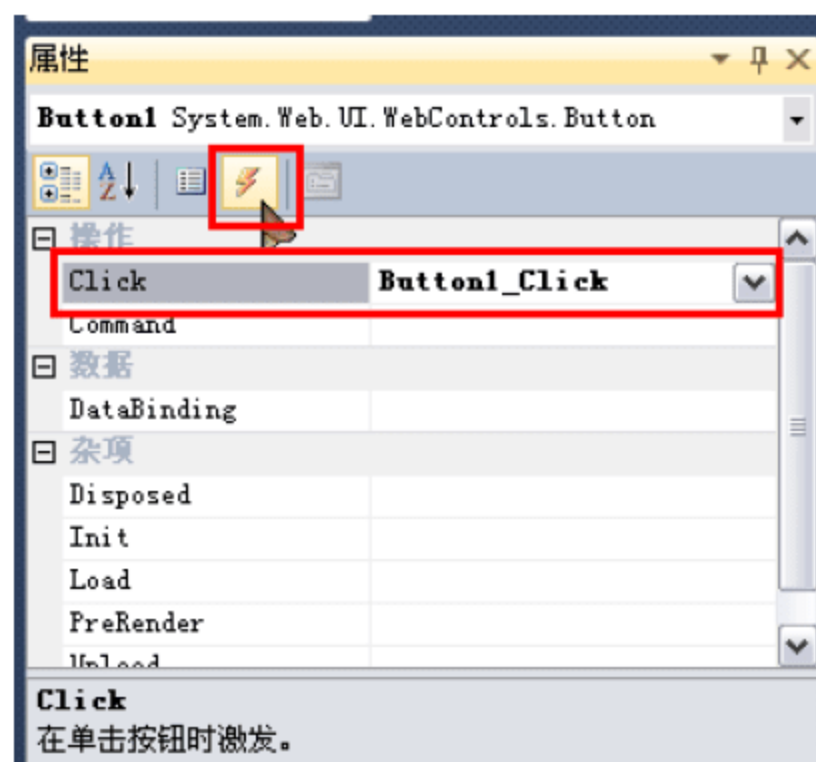 属性
Button1 System.Web.UI.WebControls.Button
操作
Click Button1_Click
Command
数据
DataBinding
杂项
Disposed
Init
Load
PreRender
Unload
Click
在单击按钮时激发。